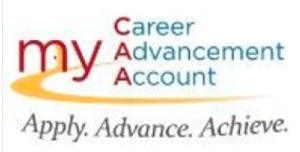 my Career
Advancement
Account
Apply. Advance. Achieve.